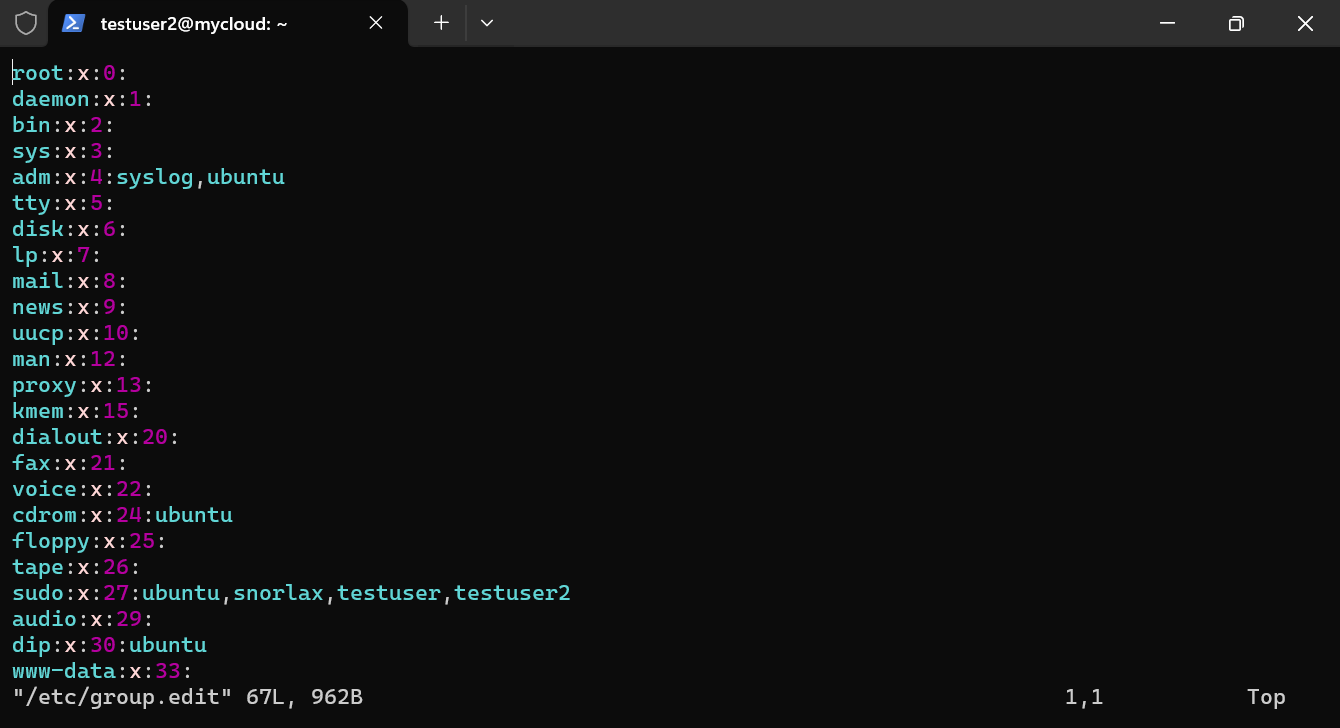 testuser2@mycloud: ~
root:x:0:
daemon:x:1:
bin:x:2:
sys:x:3:
adm:x:4:syslog,ubuntu
tty:x:5:
disk:x:6:
lp:x:7:
mail:x:8:
news:x:9:
uucp:x:10:
man:x:12:
proxy:x:13:
kmem:x:15:
dialout:x:20:
fax:x:21:
voice:x:22:
cdrom:x:24:ubuntu
floppy:x:25:
tape:x:26:
sudo:x:27:ubuntu,snorlax,testuser,testuser2
audio:x:29:
dip:x:30:ubuntu
www-data:x:33:
"/etc/group.edit" 67L, 962B 1,1 Top